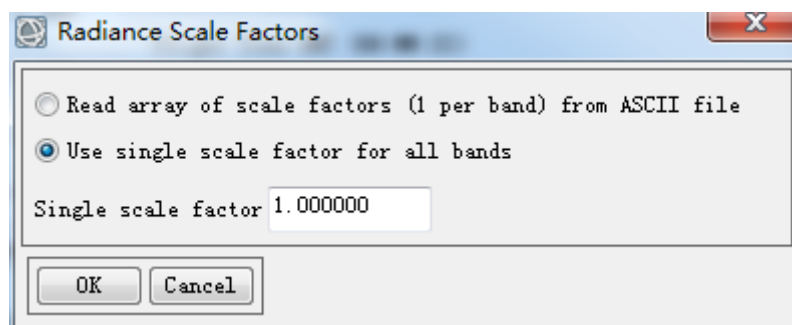 Radiance Scale Factors
Read array of scale factors (1 per band) from ASCII file
Use single scale factor for all bands
Single scale factor 1.000000
OK Cancel